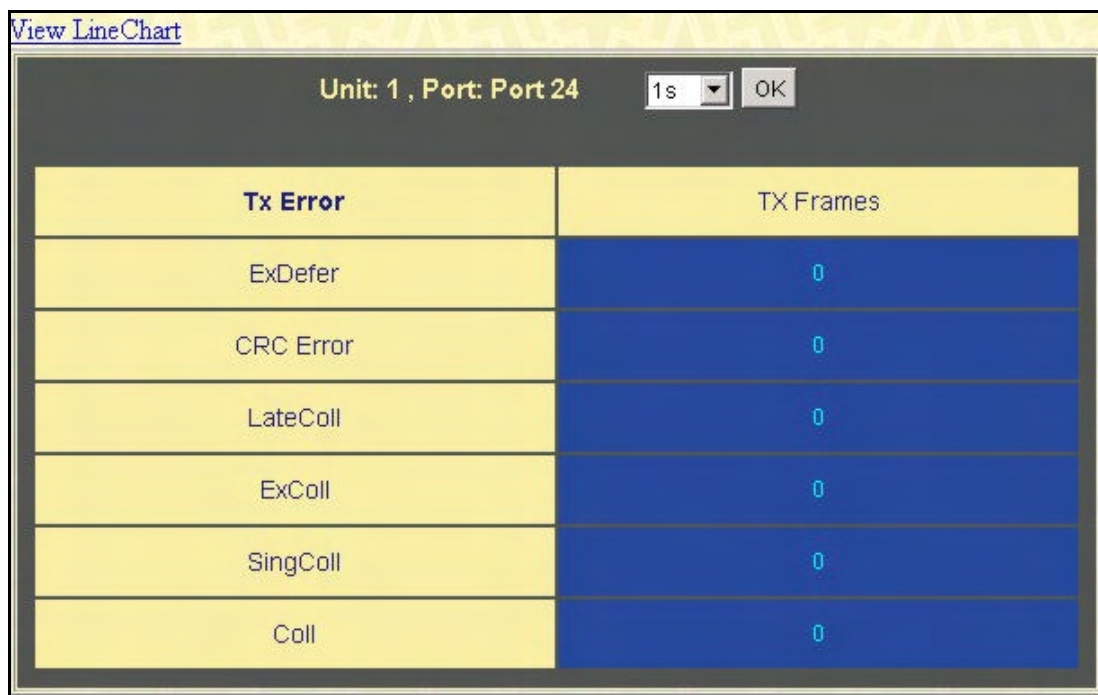 View LineChart
Unit: 1 , Port: Port 24 1s OK
Tx Error TX Frames
ExDefer 0
CRC Error 0
LateColl 0
ExColl 0
SingColl 0
Coll 0